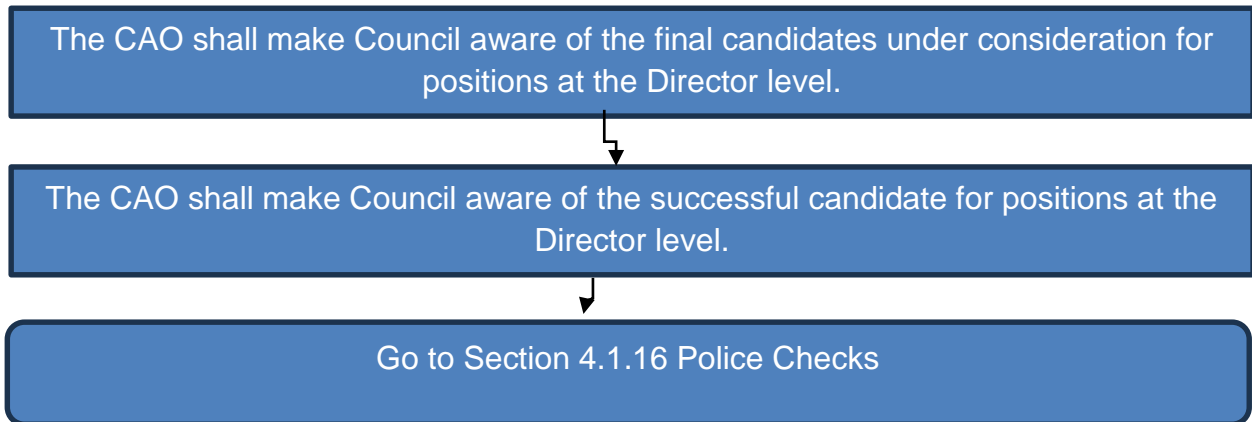 The CAO shall make Council aware of the final candidates under consideration for
positions at the Director level.
The CAO shall make Council aware of the successful candidate for positions at the
Director level.
Go to Section 4.1.16 Police Checks